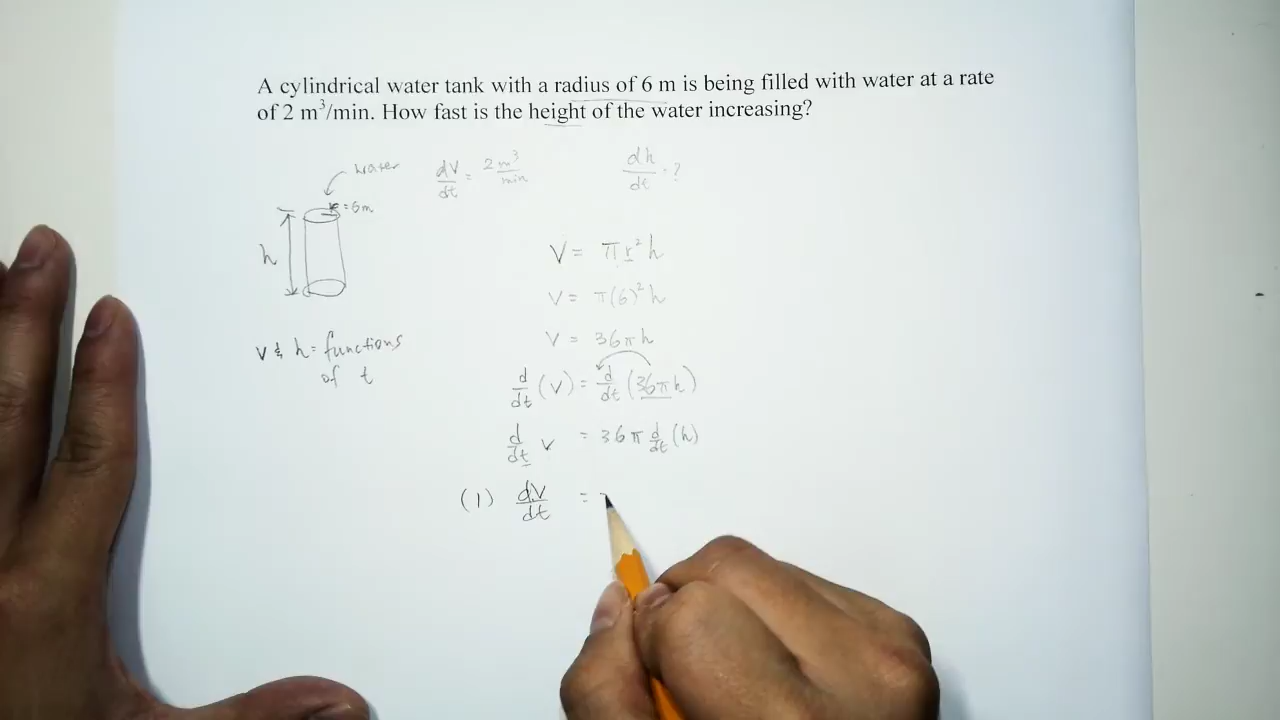 A cylindrical water tank with a radius of 6 m is being filled with water at a rate
of 2 m³/min. How fast is the height of the water increasing?
water
dV/dt = 2 m³/min
dh/dt = ?
r = 6m
h
V = πr²h
V = π(6)²h
V = 36πh
V & h = functions
of t
d/dt (V) = d/dt (36πh)
d/dt V = 36π d/dt (h)
(1) dV/dt =